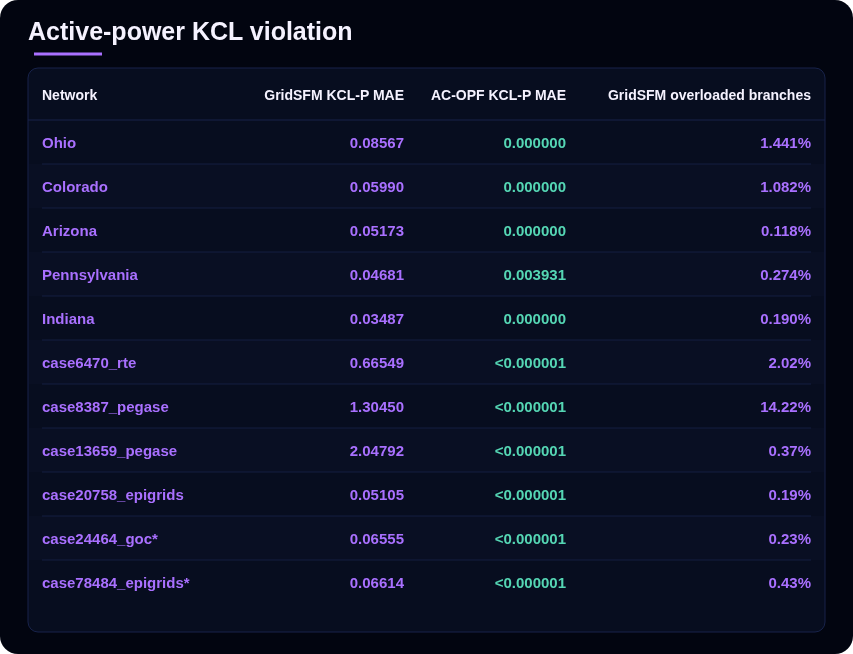 Active-power KCL violation
Network GridSFM KCL-P MAE AC-OPF KCL-P MAE GridSFM overloaded branches
Ohio 0.08567 0.000000 1.441%
Colorado 0.05990 0.000000 1.082%
Arizona 0.05173 0.000000 0.118%
Pennsylvania 0.04681 0.003931 0.274%
Indiana 0.03487 0.000000 0.190%
case6470_rte 0.66549 <0.000001 2.02%
case8387_pegase 1.30450 <0.000001 14.22%
case13659_pegase 2.04792 <0.000001 0.37%
case20758_epigrids 0.05105 <0.000001 0.19%
case24464_goc* 0.06555 <0.000001 0.23%
case78484_epigrids* 0.06614 <0.000001 0.43%